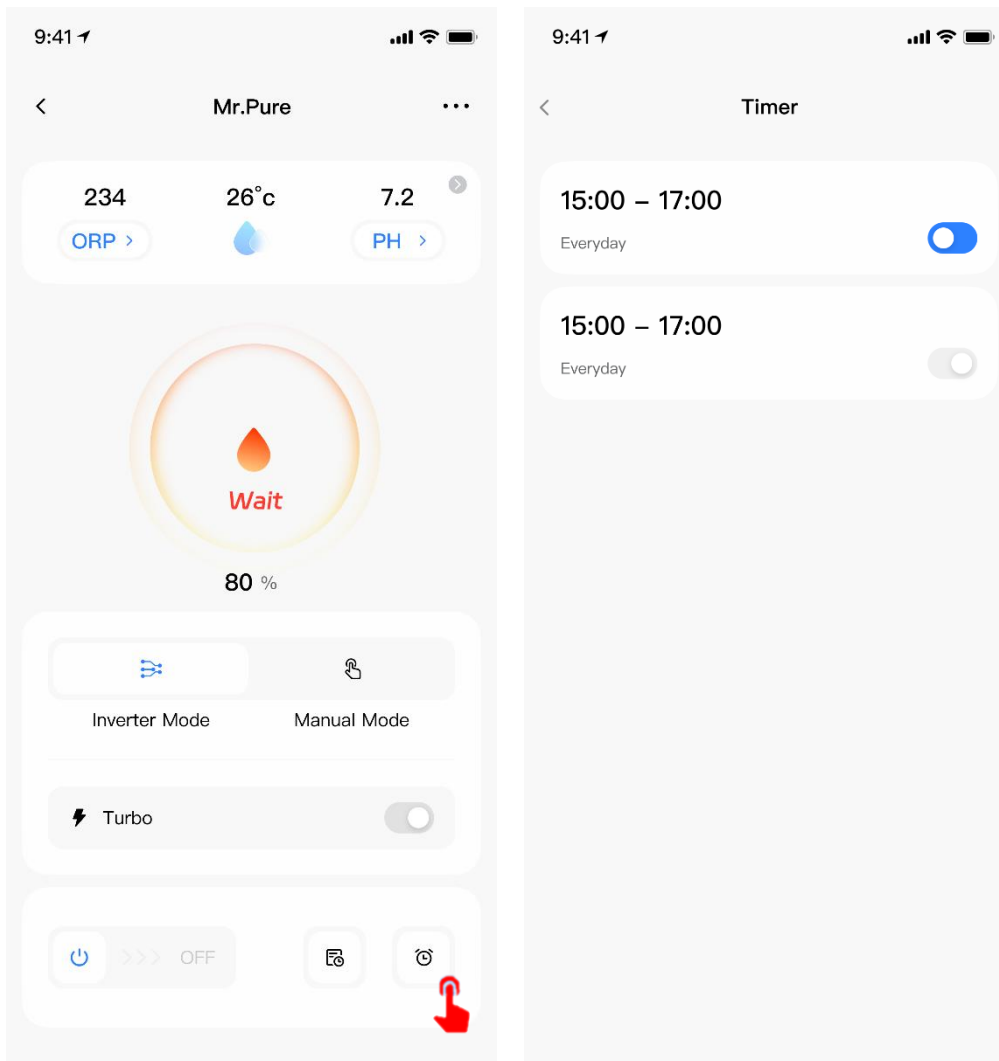 9:41
Mr.Pure
234 26°c 7.2
ORP > PH >
Wait
80 %
Inverter Mode Manual Mode
Turbo
>>> OFF
9:41
Timer
15:00 – 17:00
Everyday
15:00 – 17:00
Everyday